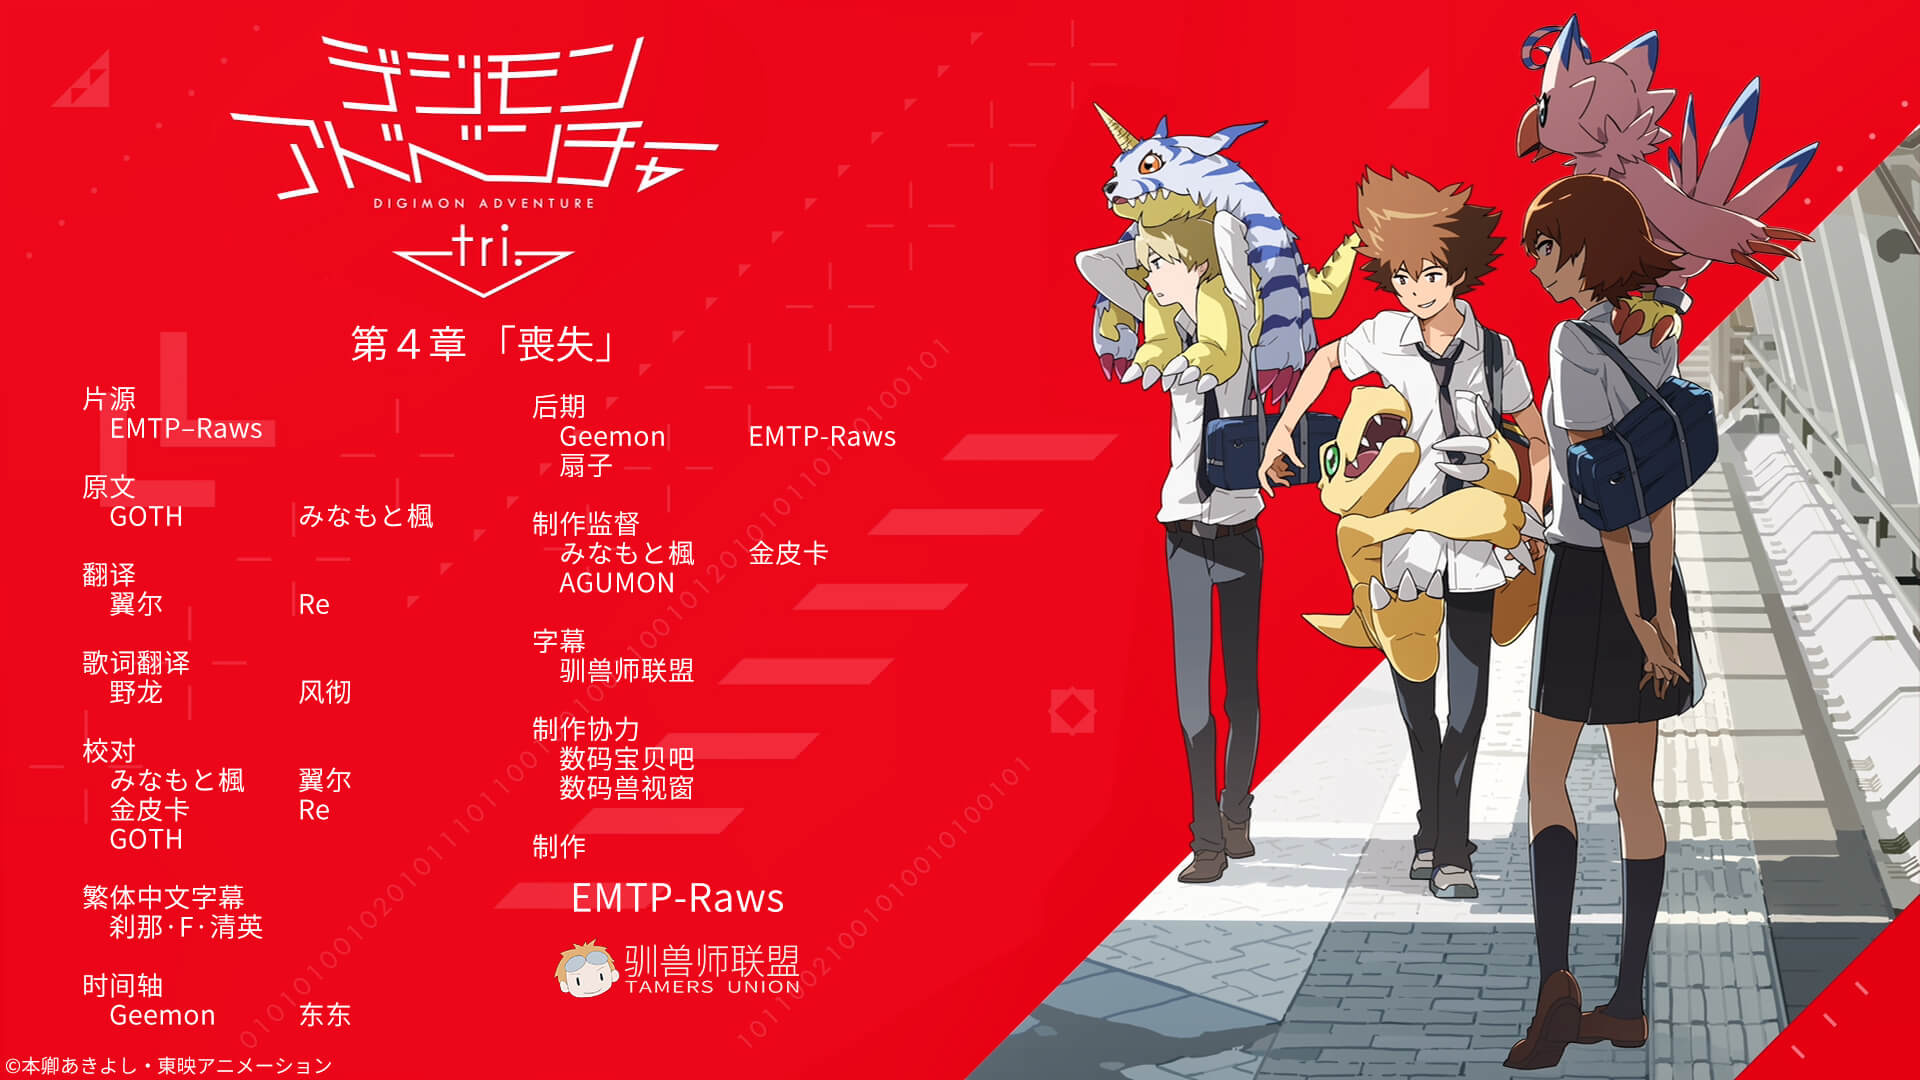 デジモン
アドベンチャー
DIGIMON ADVENTURE
tri.
第4章 「喪失」
片源
EMTP–Raws
原文
GOTH みなもと楓
翻译
翼尔 Re
歌词翻译
野龙 风彻
校对
みなもと楓 翼尔
金皮卡 Re
GOTH
繁体中文字幕
刹那·F·清英
时间轴
Geemon 东东
后期
Geemon EMTP-Raws
扇子
制作监督
みなもと楓 金皮卡
AGUMON
字幕
驯兽师联盟
制作协力
数码宝贝吧
数码兽视窗
制作
EMTP-Raws
驯兽师联盟
TAMERS UNION
©本郷あきよし・東映アニメーション